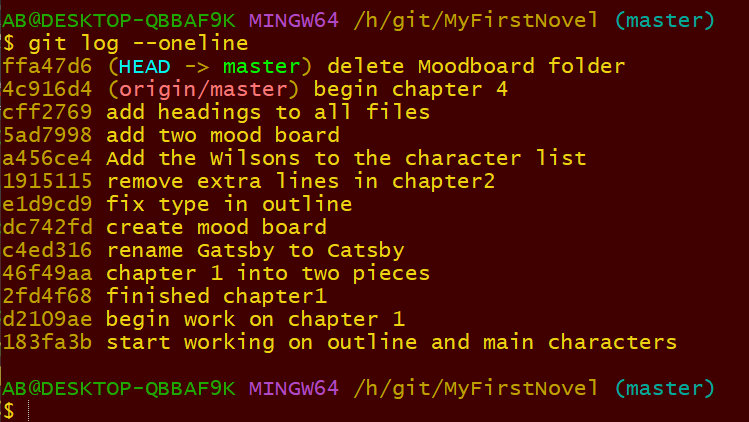 AB@DESKTOP-QBBAF9K MINGW64 /h/git/MyFirstNovel (master)
$ git log --oneline
ffa47d6 (HEAD -> master) delete Moodboard folder
4c916d4 (origin/master) begin chapter 4
cff2769 add headings to all files
5ad7998 add two mood board
a456ce4 Add the Wilsons to the character list
1915115 remove extra lines in chapter2
e1d9cd9 fix type in outline
dc742fd create mood board
c4ed316 rename Gatsby to Catsby
46f49aa chapter 1 into two pieces
2fd4f68 finished chapter1
d2109ae begin work on chapter 1
183fa3b start working on outline and main characters
AB@DESKTOP-QBBAF9K MINGW64 /h/git/MyFirstNovel (master)
$